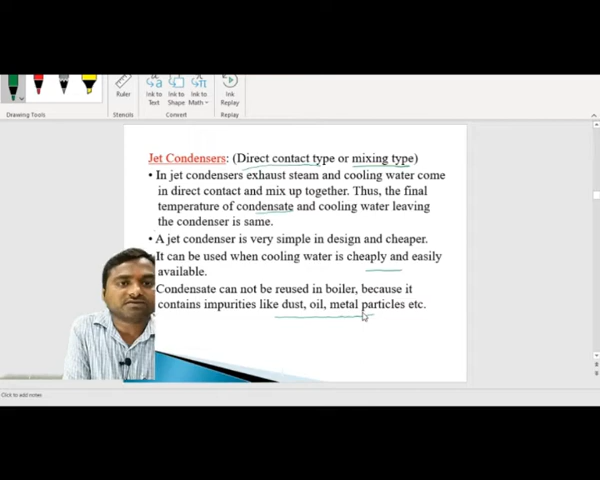 Ruler
Ink to Text
Ink to Shape
Ink to Math
Ink Replay
Drawing Tools
Stencils
Convert
Replay
Jet Condensers: (Direct contact type or mixing type)
• In jet condensers exhaust steam and cooling water come
in direct contact and mix up together. Thus, the final
temperature of condensate and cooling water leaving
the condenser is same.
• A jet condenser is very simple in design and cheaper.
It can be used when cooling water is cheaply and easily
available.
Condensate can not be reused in boiler, because it
contains impurities like dust, oil, metal particles etc.
Click to add notes